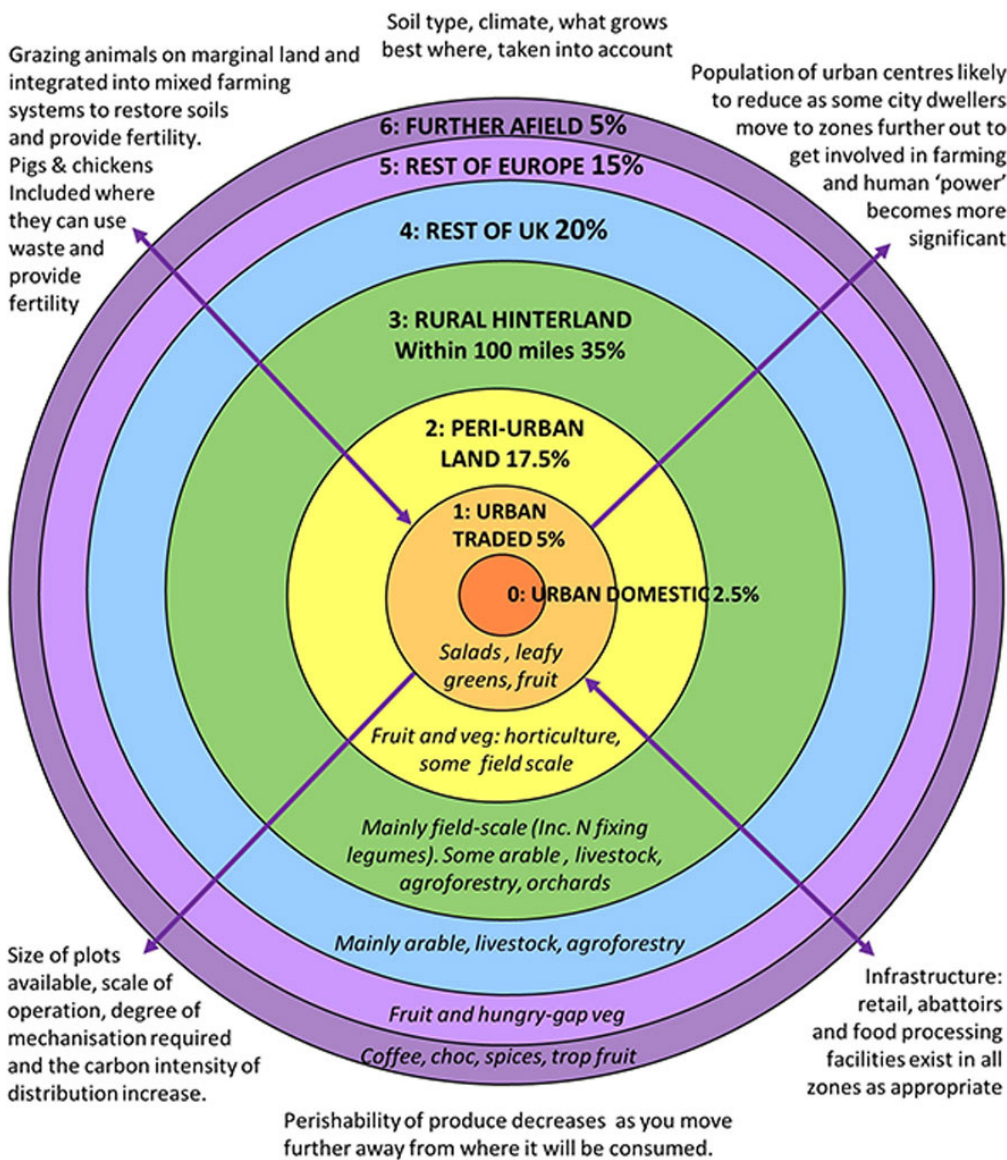 Soil type, climate, what grows
best where, taken into account
Grazing animals on marginal land and
integrated into mixed farming
systems to restore soils
and provide fertility.
Pigs & chickens
Included where
they can use
waste and
provide
fertility
Population of urban centres likely
to reduce as some city dwellers
move to zones further out to
get involved in farming
and human ‘power’
becomes more
significant
6: FURTHER AFIELD 5%
5: REST OF EUROPE 15%
4: REST OF UK 20%
3: RURAL HINTERLAND
Within 100 miles 35%
2: PERI-URBAN
LAND 17.5%
1: URBAN
TRADED 5%
0: URBAN DOMESTIC 2.5%
Salads , leafy
greens, fruit
Fruit and veg: horticulture,
some field scale
Mainly field-scale (Inc. N fixing
legumes). Some arable , livestock,
agroforestry, orchards
Mainly arable, livestock, agroforestry
Fruit and hungry-gap veg
Coffee, choc, spices, trop fruit
Size of plots
available, scale of
operation, degree of
mechanisation required
and the carbon intensity of
distribution increase.
Infrastructure:
retail, abattoirs
and food processing
facilities exist in all
zones as appropriate
Perishability of produce decreases as you move
further away from where it will be consumed.